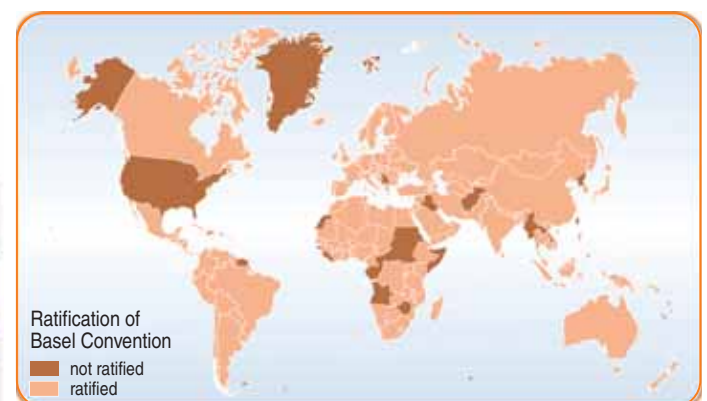 Ratification of
Basel Convention
not ratified
ratified